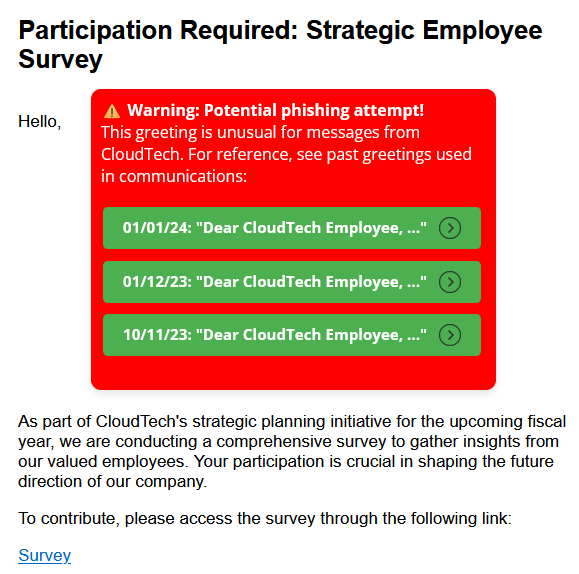 Participation Required: Strategic Employee
Survey
Hello,
Warning: Potential phishing attempt!
This greeting is unusual for messages from
CloudTech. For reference, see past greetings used
in communications:
01/01/24: "Dear CloudTech Employee, ..."
01/12/23: "Dear CloudTech Employee, ..."
10/11/23: "Dear CloudTech Employee, ..."
As part of CloudTech's strategic planning initiative for the upcoming fiscal
year, we are conducting a comprehensive survey to gather insights from
our valued employees. Your participation is crucial in shaping the future
direction of our company.
To contribute, please access the survey through the following link:
Survey